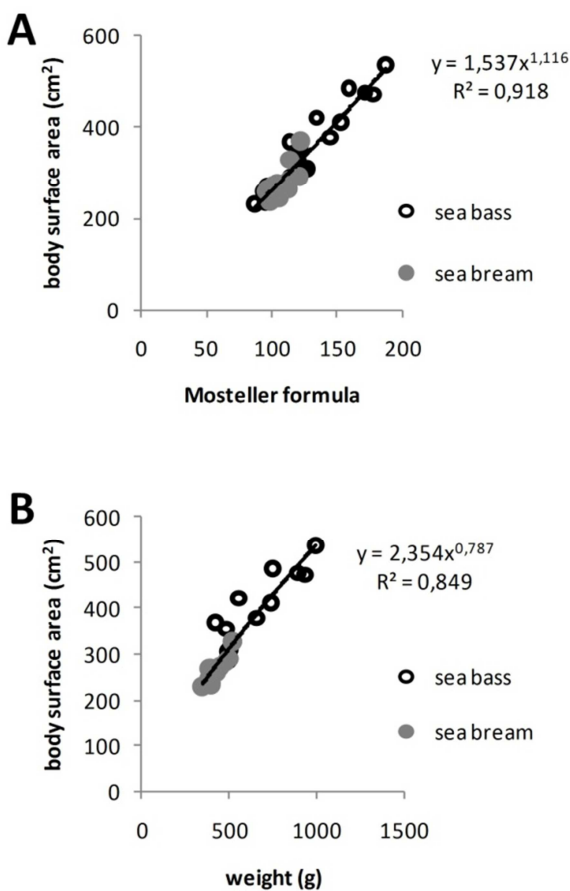 A
body surface area (cm²)
600
400
200
0
0 50 100 150 200
Mosteller formula
y = 1,537x^1,116
R² = 0,918
sea bass
sea bream
B
body surface area (cm²)
600
500
400
300
200
100
0
0 500 1000 1500
weight (g)
y = 2,354x^0,787
R² = 0,849
sea bass
sea bream